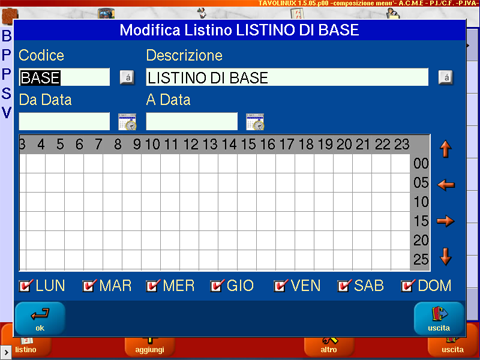 TAVOLINUX 1.5.05.p00 -composizione menu'- A.C.M.E - P.I./C.F. -P.IVA-
Modifica Listino LISTINO DI BASE
B
P
P
S
V
Codice
Descrizione
BASE
a
LISTINO DI BASE
a
Da Data
A Data
3 4 5 6 7 8 9 10 11 12 13 14 15 16 17 18 19 20 21 22 23
00
05
10
15
20
25
LUN MAR MER GIO VEN SAB DOM
ok
uscita
listino
aggiungi
altro
uscita